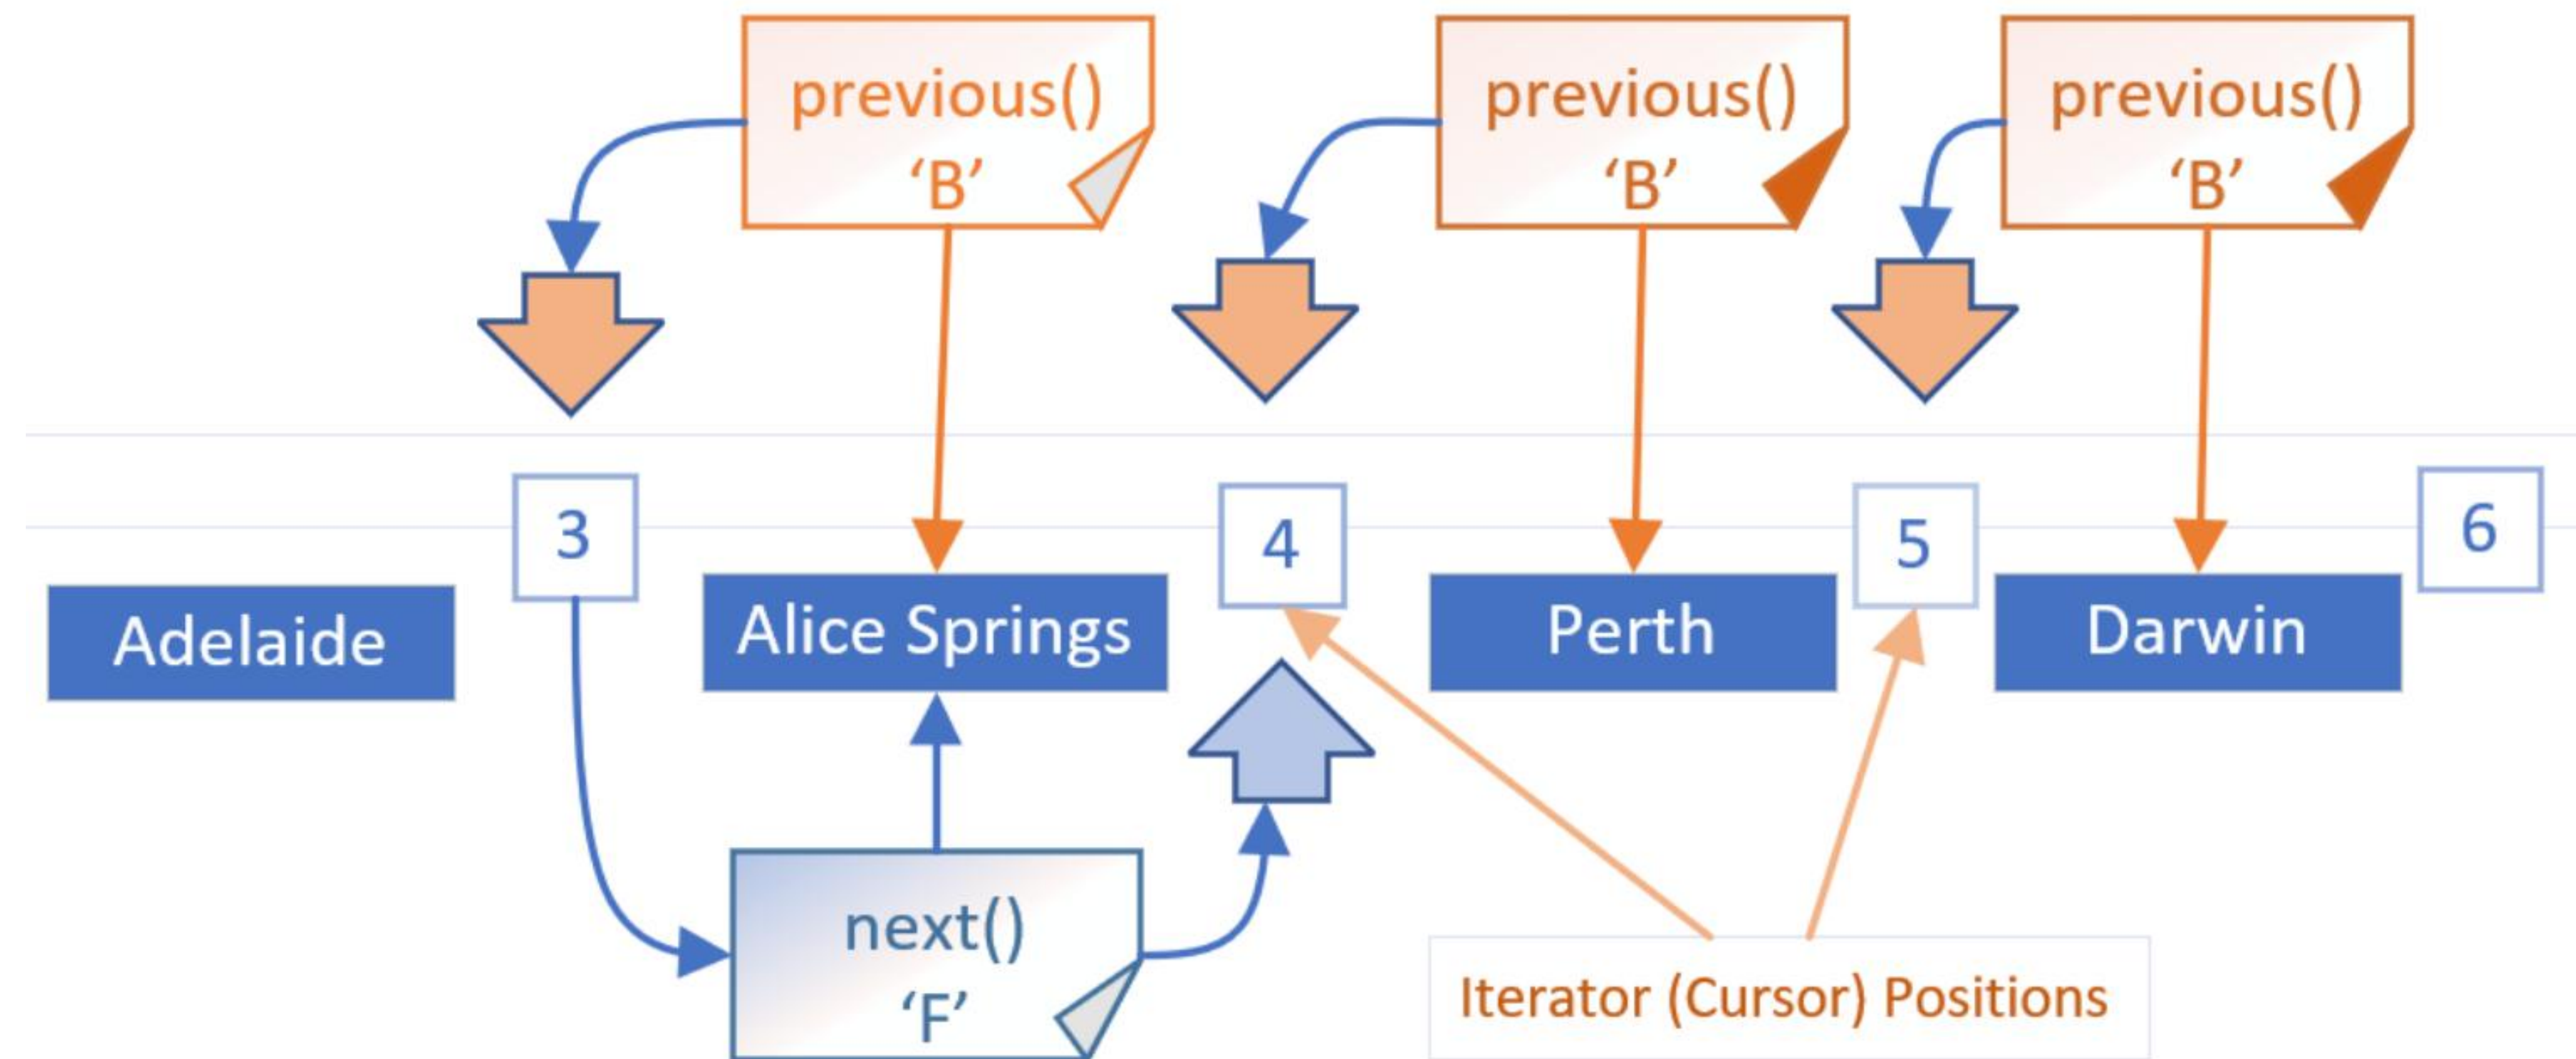 previous()
‘B’
previous()
‘B’
previous()
‘B’
3
4
5
6
Adelaide
Alice Springs
Perth
Darwin
next()
‘F’
Iterator (Cursor) Positions